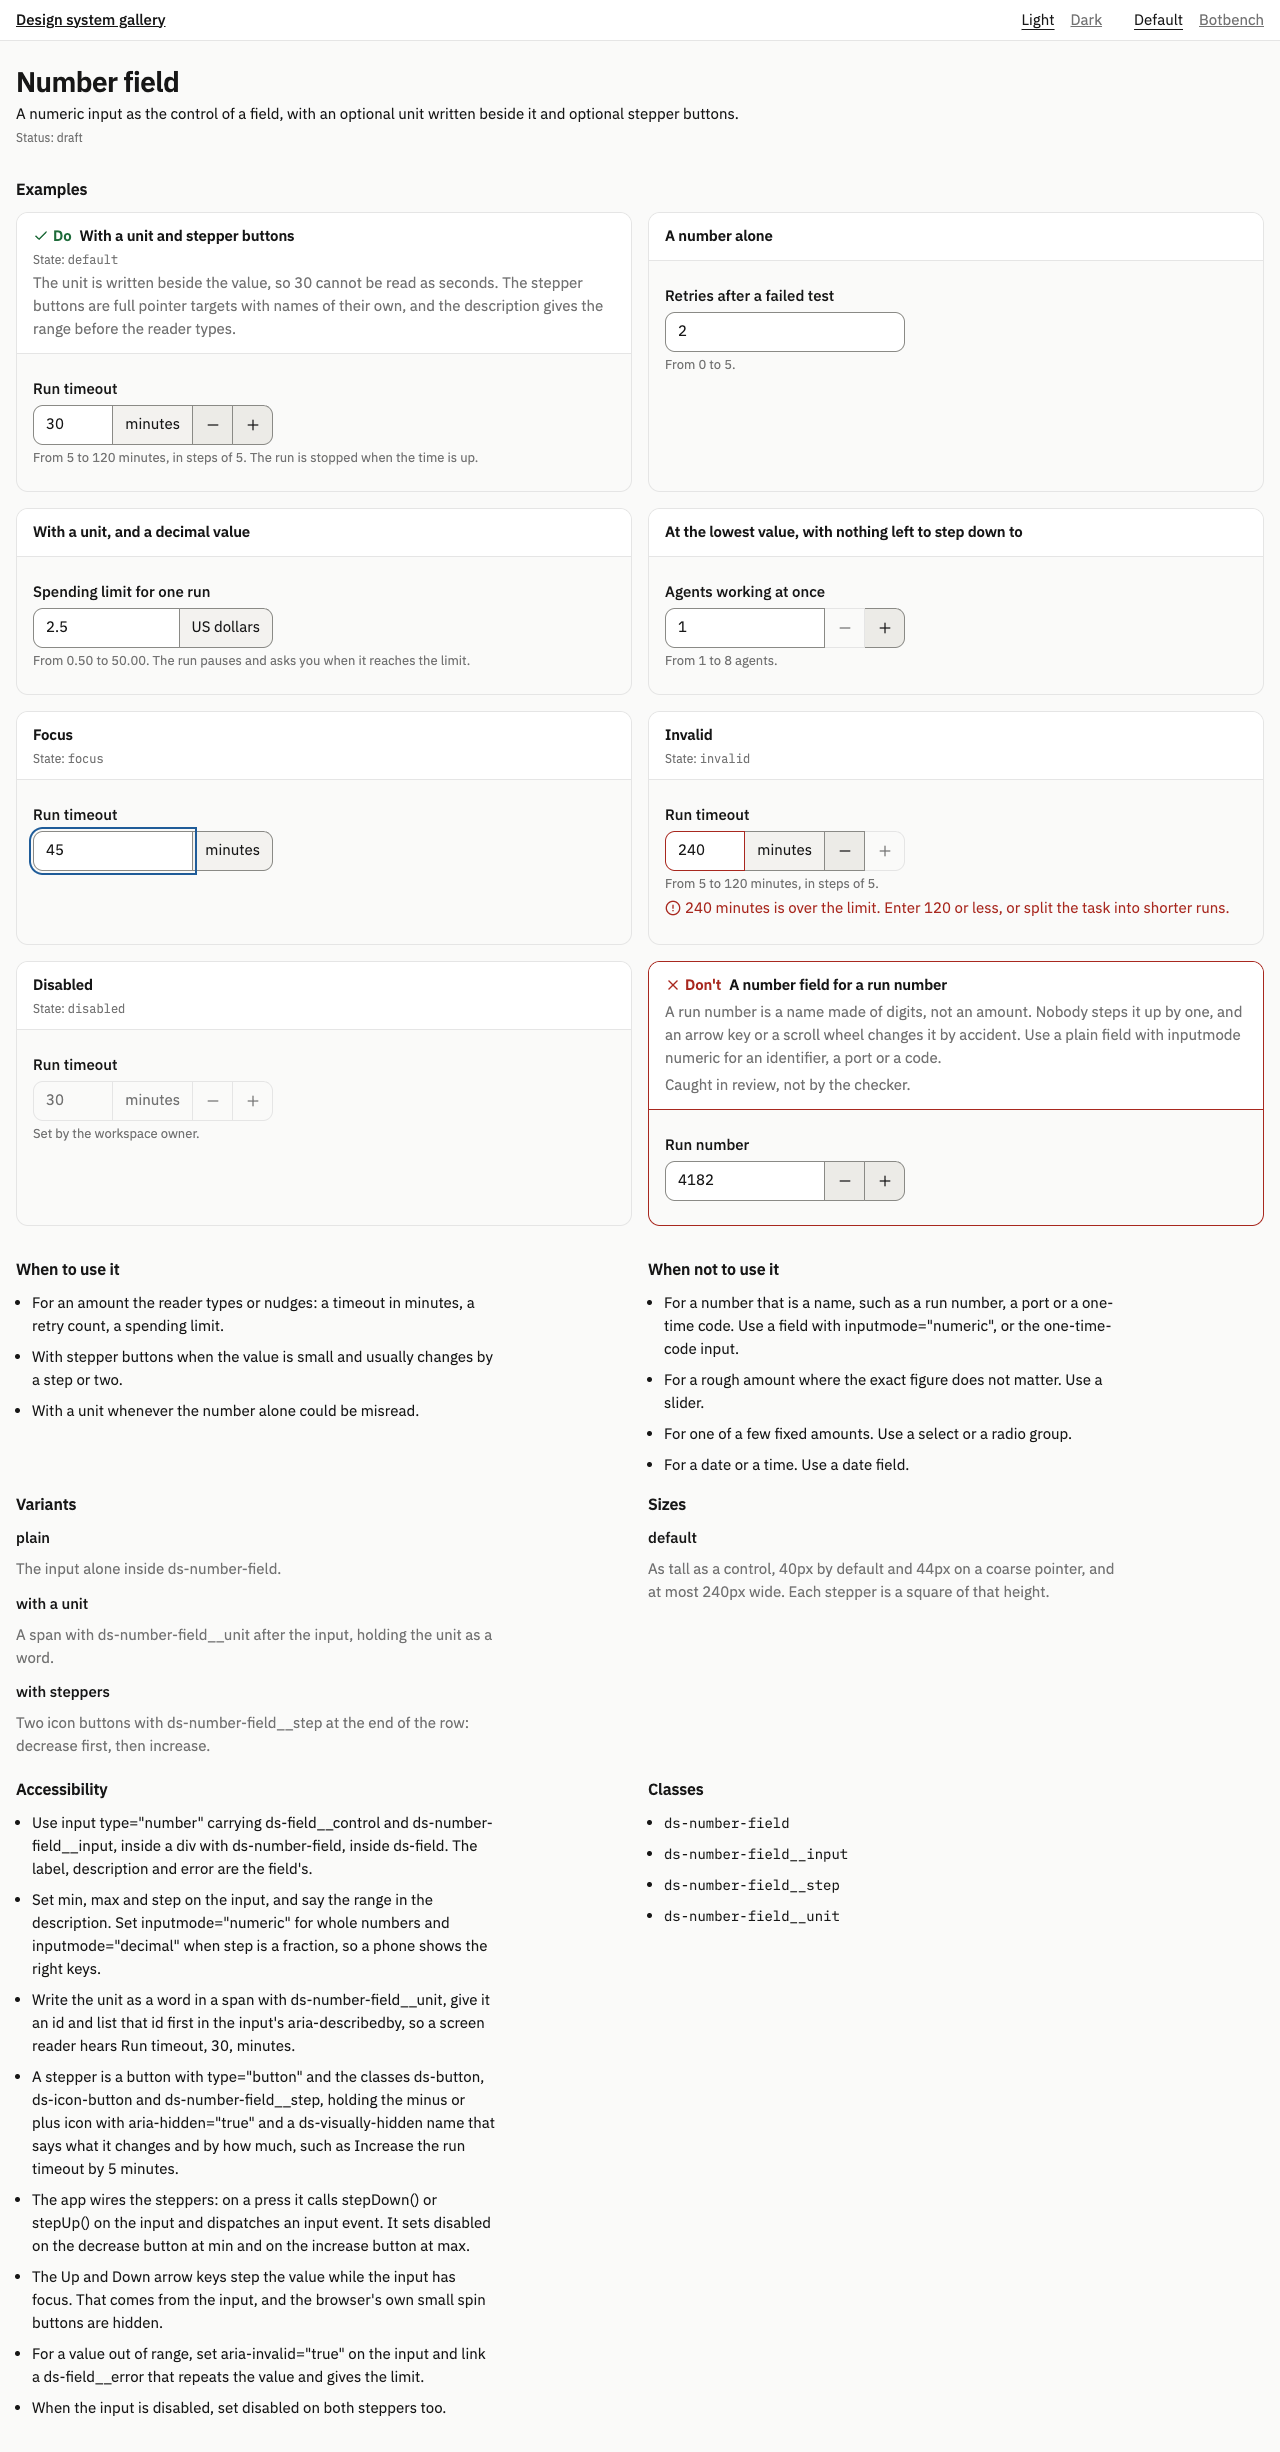 Design system gallery
Light Dark Default Botbench
Number field
A numeric input as the control of a field, with an optional unit written beside it and optional stepper buttons.
Status: draft
Examples
Do With a unit and stepper buttons
State: default
The unit is written beside the value, so 30 cannot be read as seconds. The stepper
buttons are full pointer targets with names of their own, and the description gives the
range before the reader types.
Run timeout
30 minutes − +
From 5 to 120 minutes, in steps of 5. The run is stopped when the time is up.
A number alone
Retries after a failed test
2
From 0 to 5.
With a unit, and a decimal value
Spending limit for one run
2.5 US dollars
From 0.50 to 50.00. The run pauses and asks you when it reaches the limit.
At the lowest value, with nothing left to step down to
Agents working at once
1 − +
From 1 to 8 agents.
Focus
State: focus
Run timeout
45 minutes
Invalid
State: invalid
Run timeout
240 minutes − +
From 5 to 120 minutes, in steps of 5.
240 minutes is over the limit. Enter 120 or less, or split the task into shorter runs.
Disabled
State: disabled
Run timeout
30 minutes − +
Set by the workspace owner.
Don't A number field for a run number
A run number is a name made of digits, not an amount. Nobody steps it up by one, and
an arrow key or a scroll wheel changes it by accident. Use a plain field with inputmode
numeric for an identifier, a port or a code.
Caught in review, not by the checker.
Run number
4182 − +
When to use it
• For an amount the reader types or nudges: a timeout in minutes, a
retry count, a spending limit.
• With stepper buttons when the value is small and usually changes by
a step or two.
• With a unit whenever the number alone could be misread.
When not to use it
• For a number that is a name, such as a run number, a port or a one-
time code. Use a field with inputmode="numeric", or the one-time-
code input.
• For a rough amount where the exact figure does not matter. Use a
slider.
• For one of a few fixed amounts. Use a select or a radio group.
• For a date or a time. Use a date field.
Variants
plain
The input alone inside ds-number-field.
with a unit
A span with ds-number-field__unit after the input, holding the unit as a
word.
with steppers
Two icon buttons with ds-number-field__step at the end of the row:
decrease first, then increase.
Sizes
default
As tall as a control, 40px by default and 44px on a coarse pointer, and
at most 240px wide. Each stepper is a square of that height.
Accessibility
• Use input type="number" carrying ds-field__control and ds-number-
field__input, inside a div with ds-number-field, inside ds-field. The
label, description and error are the field's.
• Set min, max and step on the input, and say the range in the
description. Set inputmode="numeric" for whole numbers and
inputmode="decimal" when step is a fraction, so a phone shows the
right keys.
• Write the unit as a word in a span with ds-number-field__unit, give it
an id and list that id first in the input's aria-describedby, so a screen
reader hears Run timeout, 30, minutes.
• A stepper is a button with type="button" and the classes ds-button,
ds-icon-button and ds-number-field__step, holding the minus or
plus icon with aria-hidden="true" and a ds-visually-hidden name that
says what it changes and by how much, such as Increase the run
timeout by 5 minutes.
• The app wires the steppers: on a press it calls stepDown() or
stepUp() on the input and dispatches an input event. It sets disabled
on the decrease button at min and on the increase button at max.
• The Up and Down arrow keys step the value while the input has
focus. That comes from the input, and the browser's own small spin
buttons are hidden.
• For a value out of range, set aria-invalid="true" on the input and link
a ds-field__error that repeats the value and gives the limit.
• When the input is disabled, set disabled on both steppers too.
Classes
• ds-number-field
• ds-number-field__input
• ds-number-field__step
• ds-number-field__unit